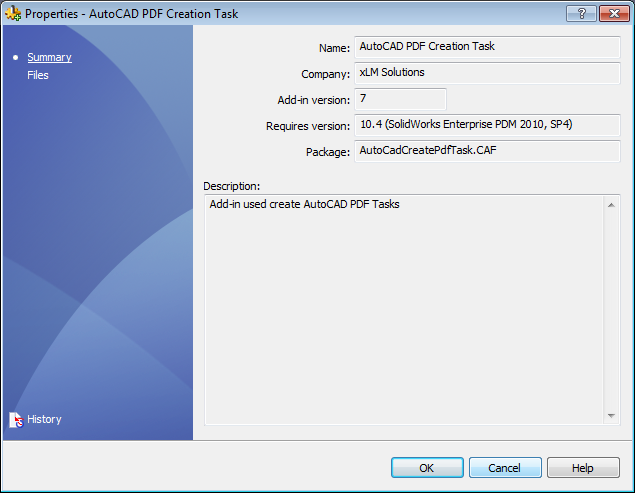 Properties - AutoCAD PDF Creation Task
?
Summary
Files
Name: AutoCAD PDF Creation Task
Company: xLM Solutions
Add-in version: 7
Requires version: 10.4 (SolidWorks Enterprise PDM 2010, SP4)
Package: AutoCadCreatePdfTask.CAF
Description:
Add-in used create AutoCAD PDF Tasks
History
OK Cancel Help